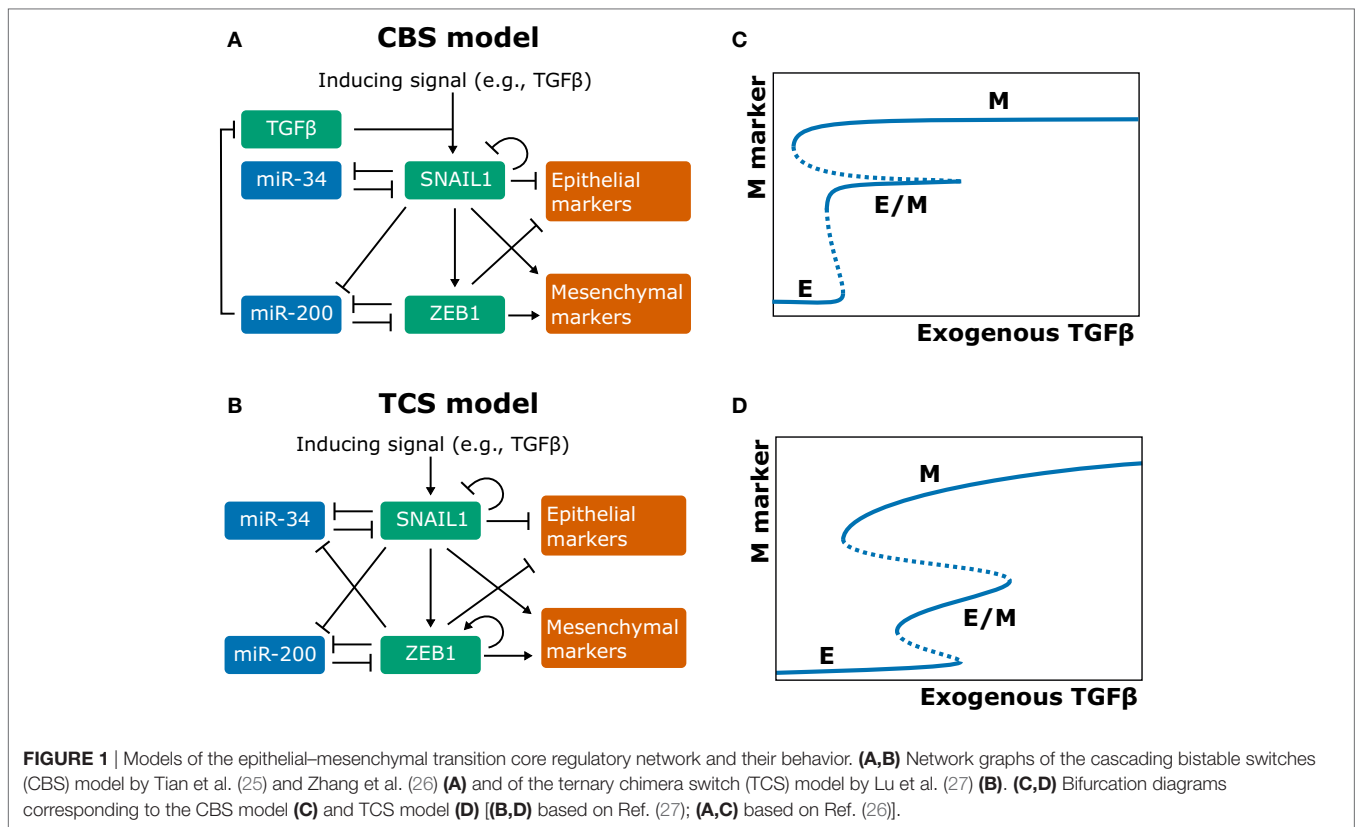 A
CBS model
Inducing signal (e.g., TGFβ)
TGFβ
miR-34
SNAIL1
Epithelial
markers
miR-200
ZEB1
Mesenchymal
markers
C
M marker
M
E/M
E
Exogenous TGFβ
B
TCS model
Inducing signal (e.g., TGFβ)
miR-34
SNAIL1
Epithelial
markers
miR-200
ZEB1
Mesenchymal
markers
D
M marker
M
E/M
E
Exogenous TGFβ
FIGURE 1 | Models of the epithelial–mesenchymal transition core regulatory network and their behavior. (A,B) Network graphs of the cascading bistable switches
(CBS) model by Tian et al. (25) and Zhang et al. (26) (A) and of the ternary chimera switch (TCS) model by Lu et al. (27) (B). (C,D) Bifurcation diagrams
corresponding to the CBS model (C) and TCS model (D) [(B,D) based on Ref. (27); (A,C) based on Ref. (26)].